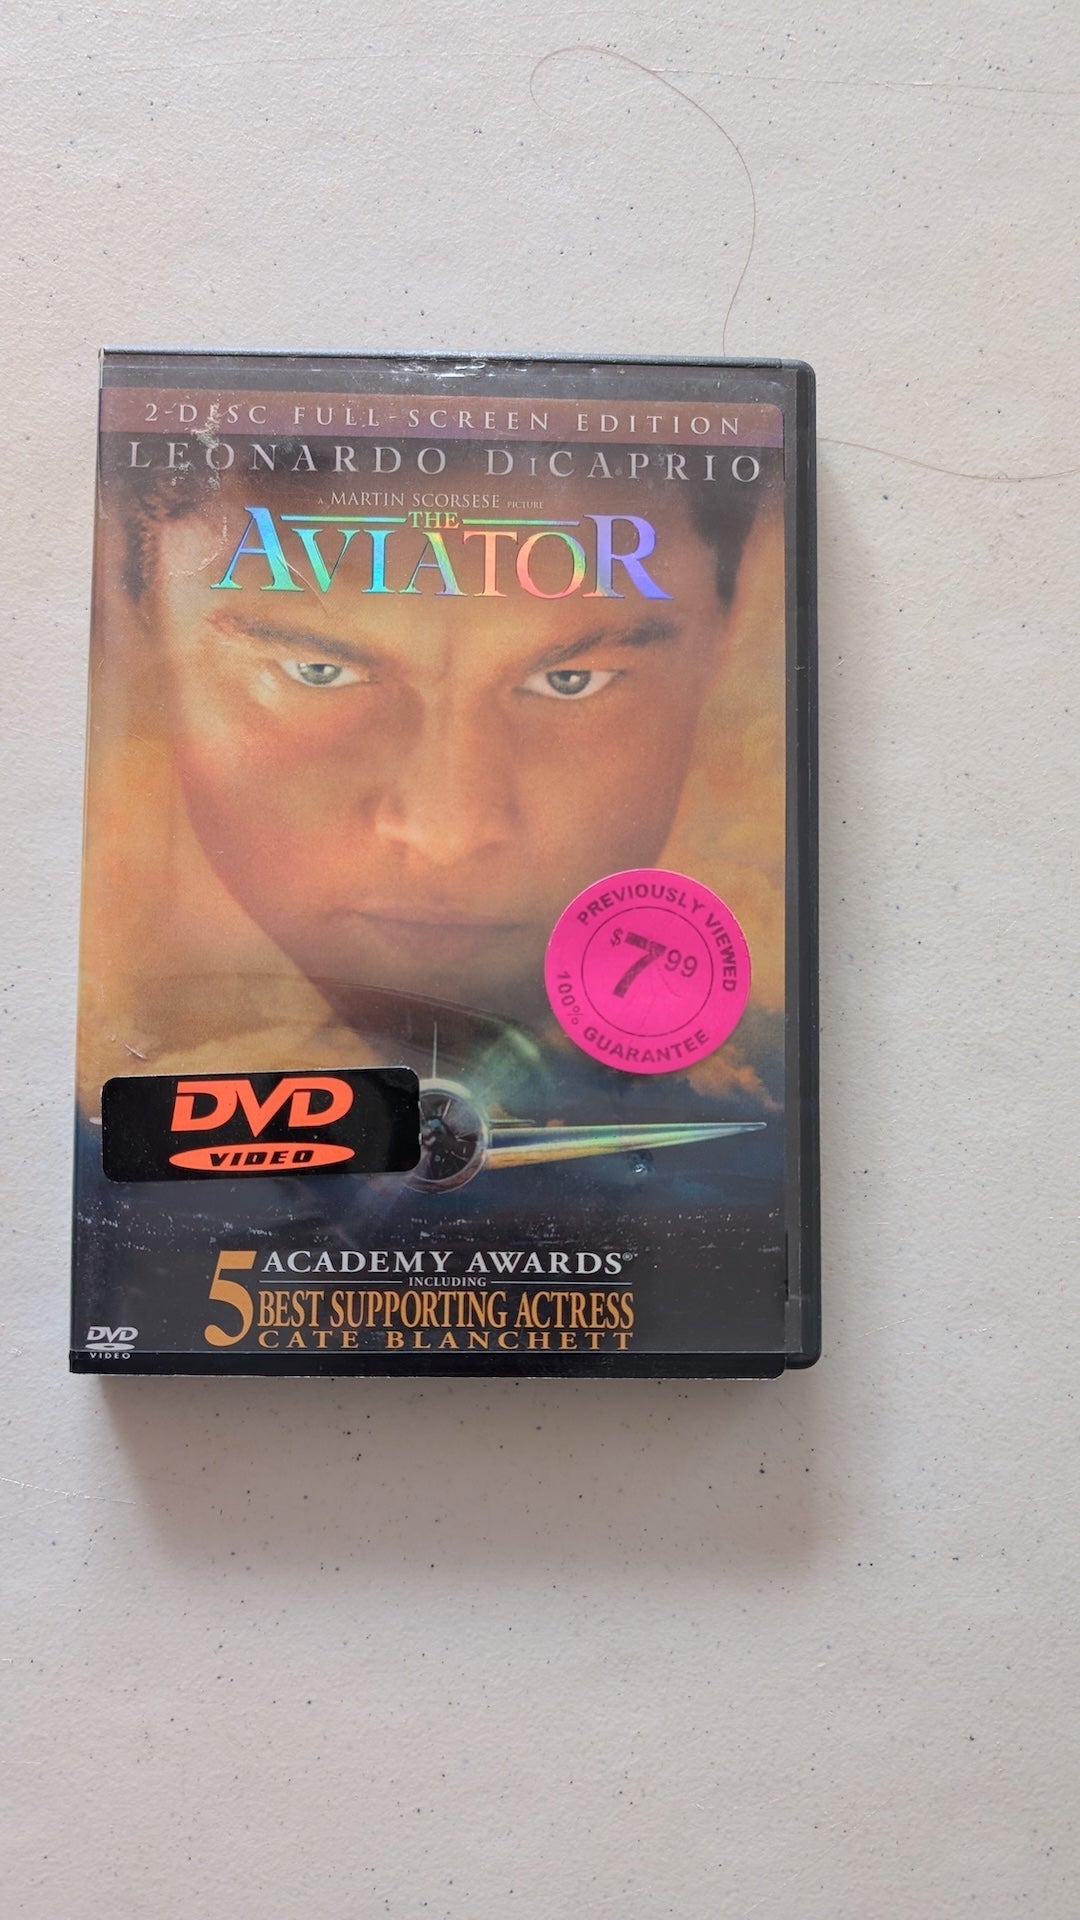 2-DISC FULL-SCREEN EDITION
LEONARDO DiCAPRIO
A MARTIN SCORSESE PICTURE
THE
AVIATOR
PREVIOUSLY VIEWED
$7.99
100% GUARANTEE
DVD
VIDEO
5 ACADEMY AWARDS®
INCLUDING
BEST SUPPORTING ACTRESS
CATE BLANCHETT
DVD
VIDEO